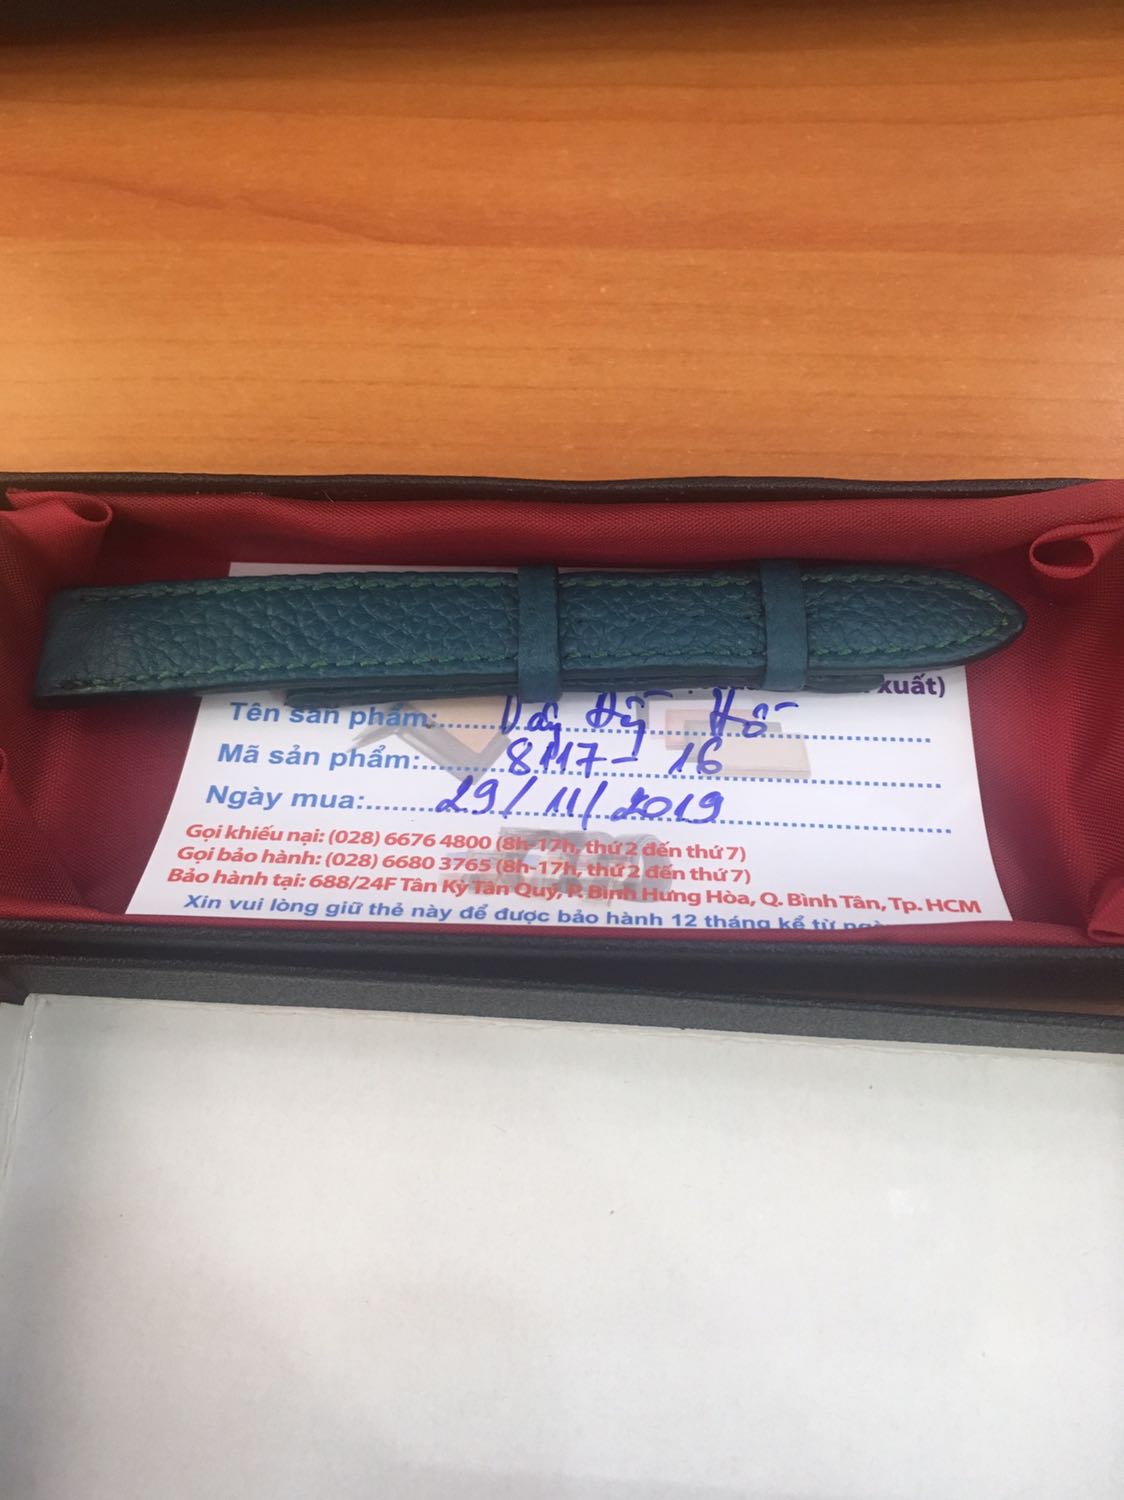 xuất)
Tên sản phẩm: Dây Đồng Hồ
Mã sản phẩm: 8117-16
Ngày mua: 29/11/2019
Gọi khiếu nại: (028) 6676 4800 (8h-17h, thứ 2 đến thứ 7)
Gọi bảo hành: (028) 6680 3765 (8h-17h, thứ 2 đến thứ 7)
Bảo hành tại: 688/24F Tân Kỳ Tân Quý, P. Bình Hưng Hòa, Q. Bình Tân, Tp. HCM
Xin vui lòng giữ thẻ này để được bảo hành 12 tháng kể từ